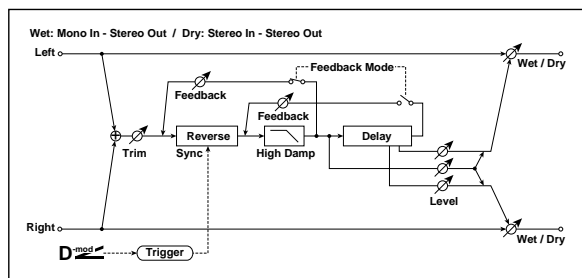 Wet: Mono In - Stereo Out / Dry: Stereo In - Stereo Out
Left
Wet / Dry
Feedback Mode
Feedback
Feedback
Reverse
Delay
Trim
Sync
High Damp
Level
Right
Wet / Dry
D-mod
Trigger